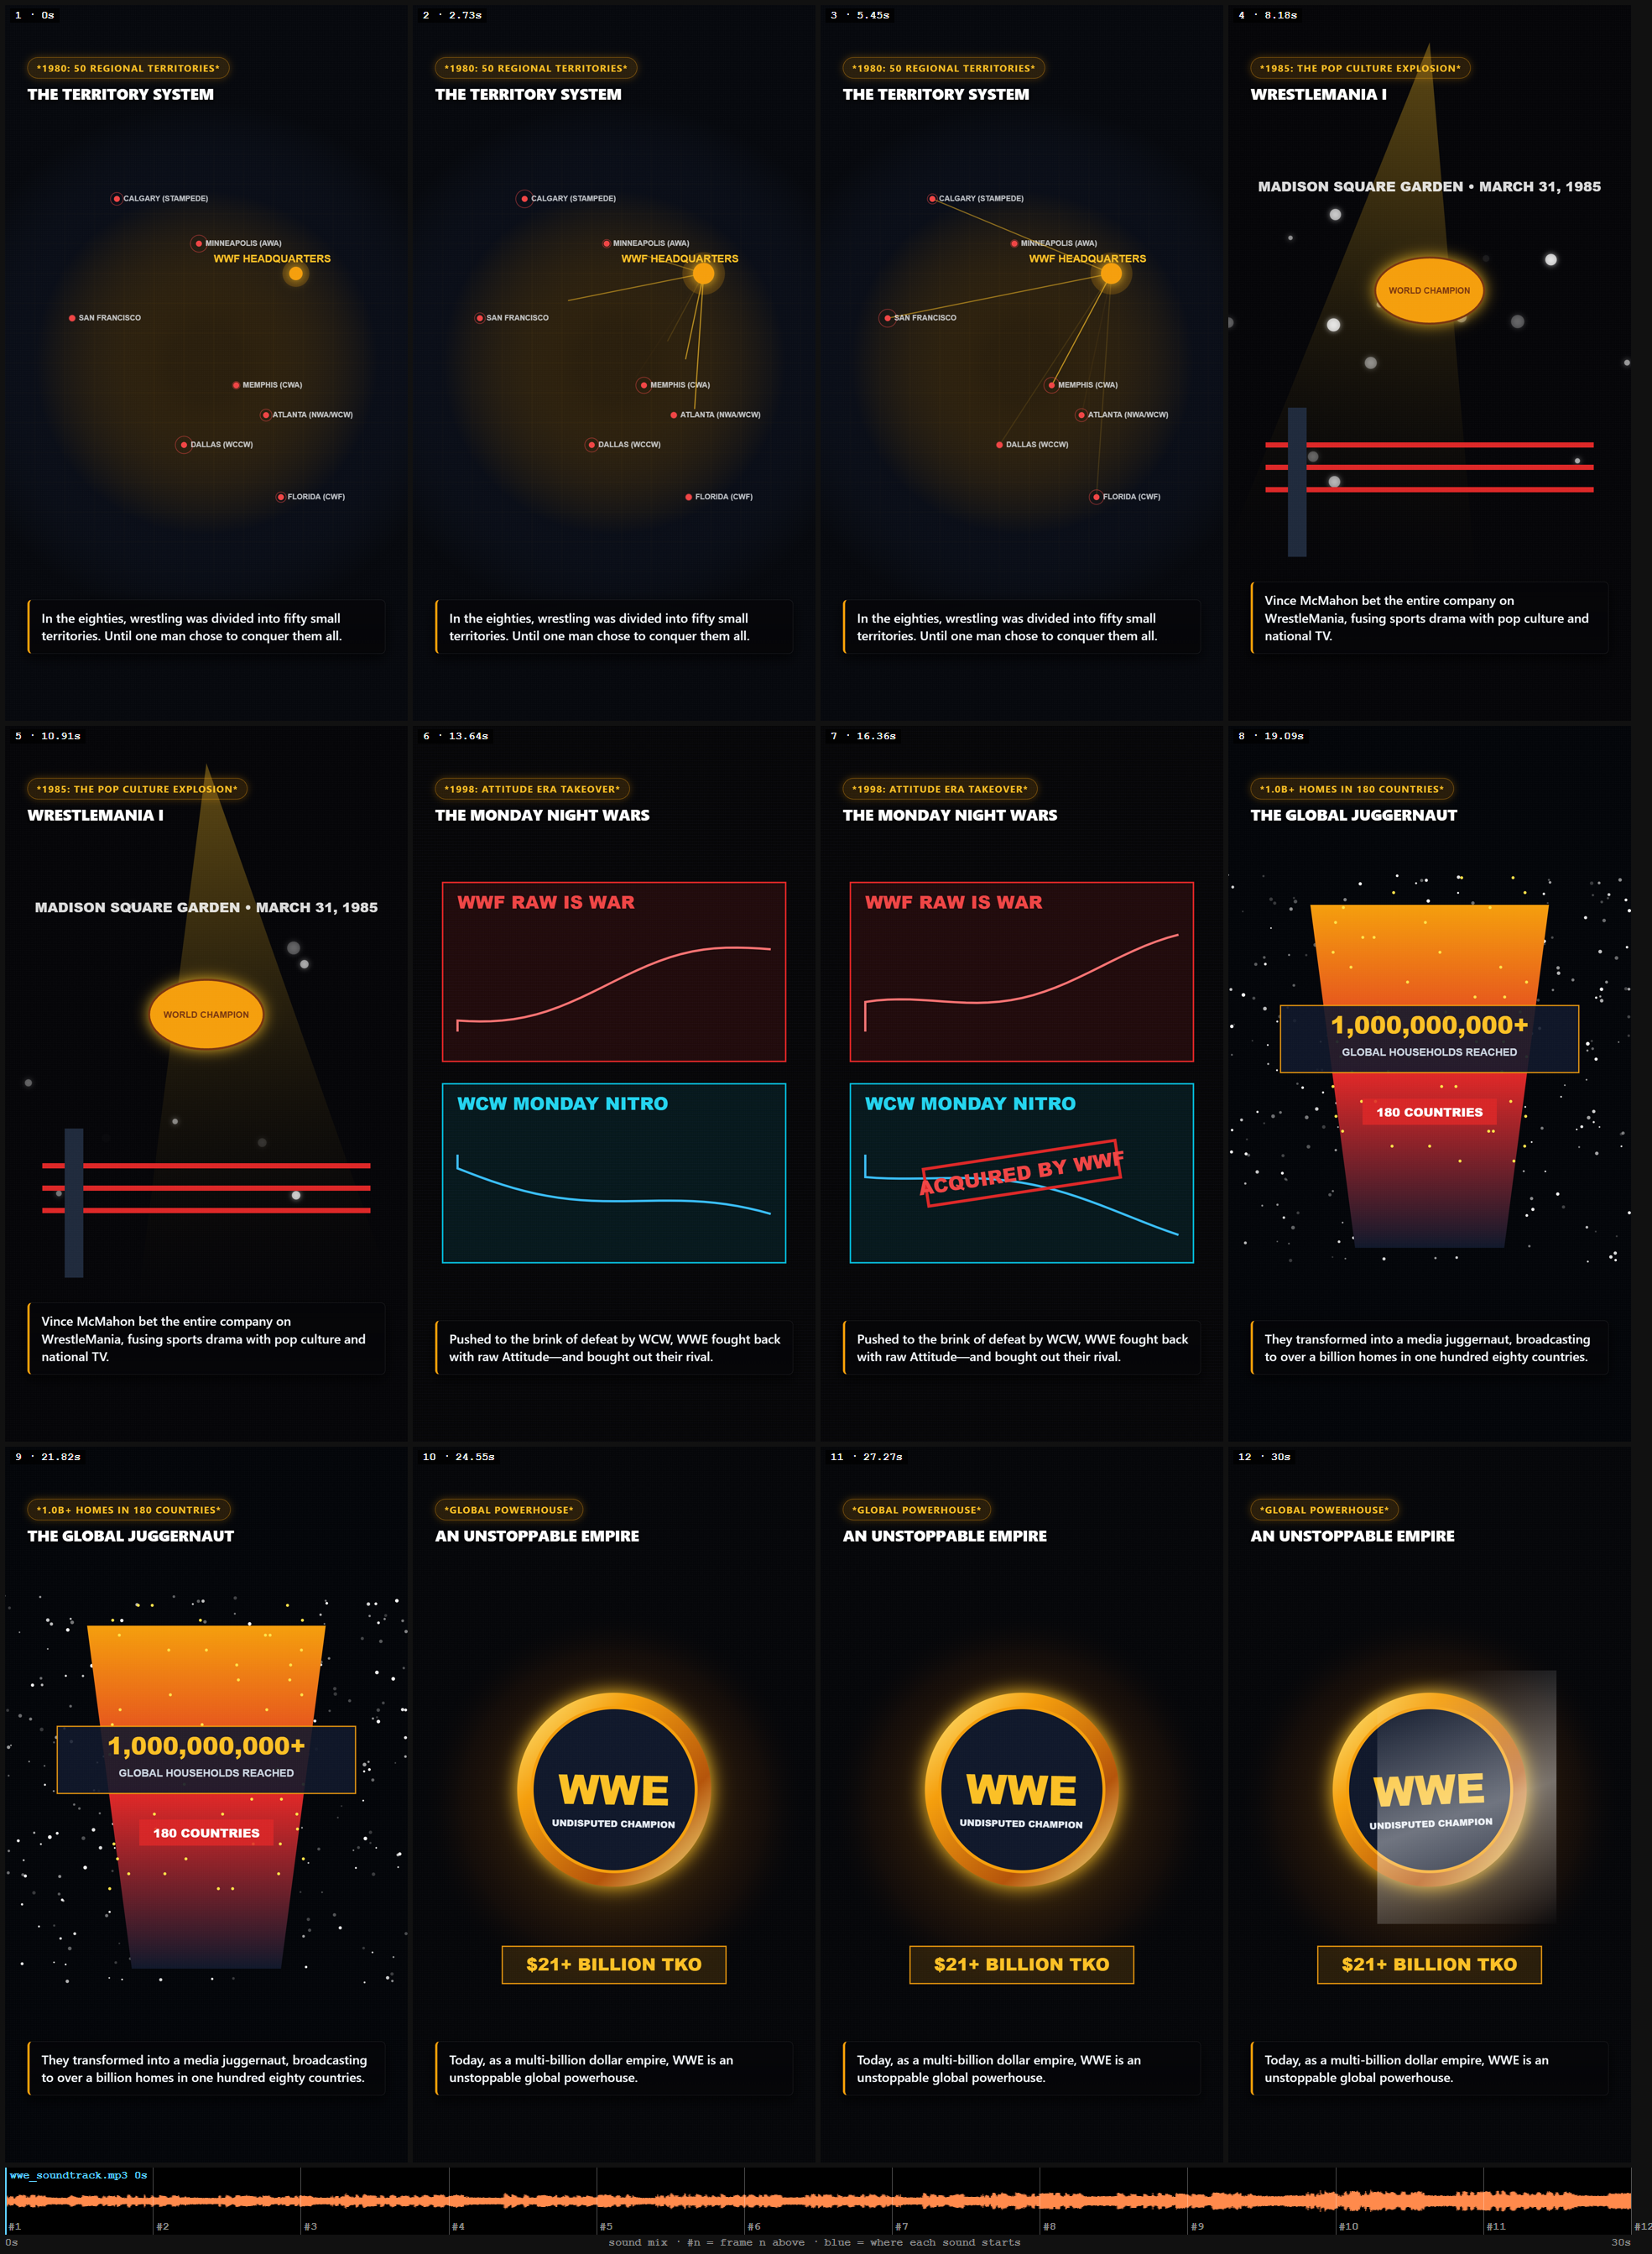 1 · 0s
*1980: 50 REGIONAL TERRITORIES*
THE TERRITORY SYSTEM
CALGARY (STAMPEDE)
MINNEAPOLIS (AWA)
WWF HEADQUARTERS
SAN FRANCISCO
MEMPHIS (CWA)
ATLANTA (NWA/WCW)
DALLAS (WCCW)
FLORIDA (CWF)
In the eighties, wrestling was divided into fifty small
territories. Until one man chose to conquer them all.
2 · 2.73s
*1980: 50 REGIONAL TERRITORIES*
THE TERRITORY SYSTEM
CALGARY (STAMPEDE)
MINNEAPOLIS (AWA)
WWF HEADQUARTERS
SAN FRANCISCO
MEMPHIS (CWA)
ATLANTA (NWA/WCW)
DALLAS (WCCW)
FLORIDA (CWF)
In the eighties, wrestling was divided into fifty small
territories. Until one man chose to conquer them all.
3 · 5.45s
*1980: 50 REGIONAL TERRITORIES*
THE TERRITORY SYSTEM
CALGARY (STAMPEDE)
MINNEAPOLIS (AWA)
WWF HEADQUARTERS
SAN FRANCISCO
MEMPHIS (CWA)
ATLANTA (NWA/WCW)
DALLAS (WCCW)
FLORIDA (CWF)
In the eighties, wrestling was divided into fifty small
territories. Until one man chose to conquer them all.
4 · 8.18s
*1985: THE POP CULTURE EXPLOSION*
WRESTLEMANIA I
MADISON SQUARE GARDEN • MARCH 31, 1985
WORLD CHAMPION
Vince McMahon bet the entire company on
WrestleMania, fusing sports drama with pop culture and
national TV.
5 · 10.91s
*1985: THE POP CULTURE EXPLOSION*
WRESTLEMANIA I
MADISON SQUARE GARDEN • MARCH 31, 1985
WORLD CHAMPION
Vince McMahon bet the entire company on
WrestleMania, fusing sports drama with pop culture and
national TV.
6 · 13.64s
*1998: ATTITUDE ERA TAKEOVER*
THE MONDAY NIGHT WARS
WWF RAW IS WAR
WCW MONDAY NITRO
Pushed to the brink of defeat by WCW, WWE fought back
with raw Attitude—and bought out their rival.
7 · 16.36s
*1998: ATTITUDE ERA TAKEOVER*
THE MONDAY NIGHT WARS
WWF RAW IS WAR
WCW MONDAY NITRO
ACQUIRED BY WWF
Pushed to the brink of defeat by WCW, WWE fought back
with raw Attitude—and bought out their rival.
8 · 19.09s
*1.0B+ HOMES IN 180 COUNTRIES*
THE GLOBAL JUGGERNAUT
1,000,000,000+
GLOBAL HOUSEHOLDS REACHED
180 COUNTRIES
They transformed into a media juggernaut, broadcasting
to over a billion homes in one hundred eighty countries.
9 · 21.82s
*1.0B+ HOMES IN 180 COUNTRIES*
THE GLOBAL JUGGERNAUT
1,000,000,000+
GLOBAL HOUSEHOLDS REACHED
180 COUNTRIES
They transformed into a media juggernaut, broadcasting
to over a billion homes in one hundred eighty countries.
10 · 24.55s
*GLOBAL POWERHOUSE*
AN UNSTOPPABLE EMPIRE
WWE
UNDISPUTED CHAMPION
$21+ BILLION TKO
Today, as a multi-billion dollar empire, WWE is an
unstoppable global powerhouse.
11 · 27.27s
*GLOBAL POWERHOUSE*
AN UNSTOPPABLE EMPIRE
WWE
UNDISPUTED CHAMPION
$21+ BILLION TKO
Today, as a multi-billion dollar empire, WWE is an
unstoppable global powerhouse.
12 · 30s
*GLOBAL POWERHOUSE*
AN UNSTOPPABLE EMPIRE
WWE
UNDISPUTED CHAMPION
$21+ BILLION TKO
Today, as a multi-billion dollar empire, WWE is an
unstoppable global powerhouse.
wwe_soundtrack.mp3 0s
#1 #2 #3 #4 #5 #6 #7 #8 #9 #10 #11 #12
0s sound mix · #n = frame n above · blue = where each sound starts 30s